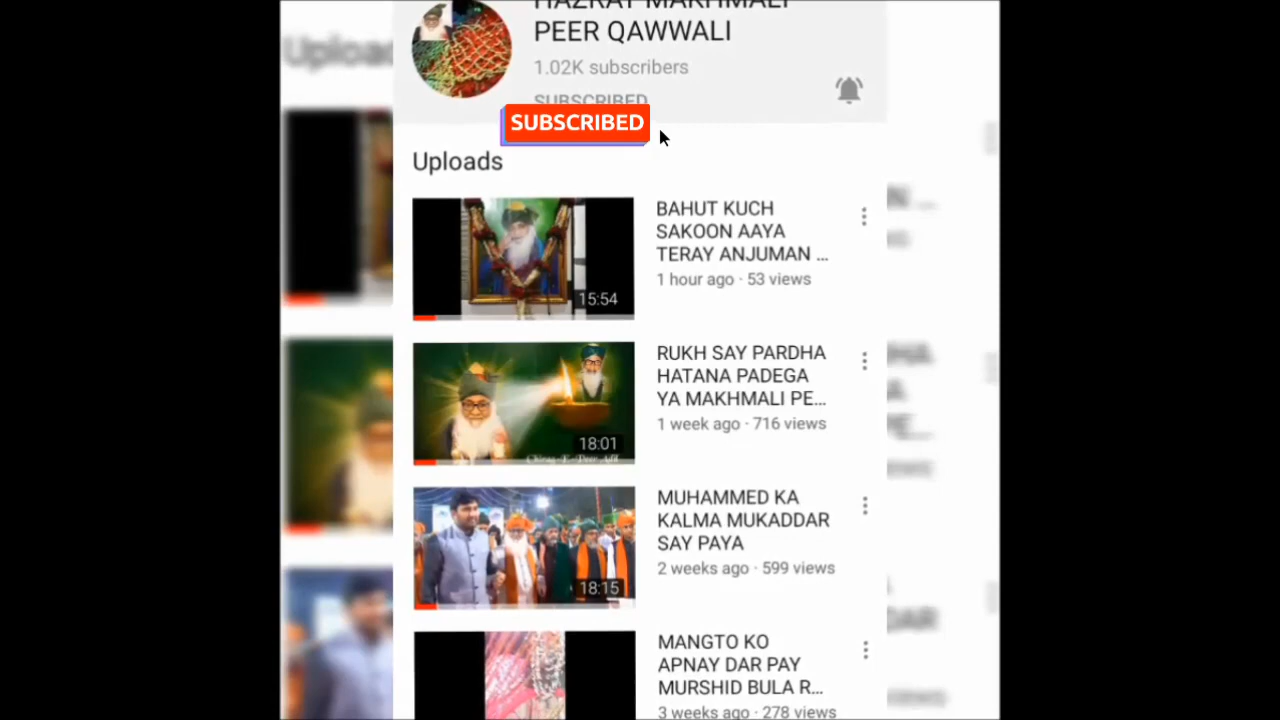 HAZRAT MAKHMALI
PEER QAWWALI
1.02K subscribers
SUBSCRIBED
SUBSCRIBED
Uploads
BAHUT KUCH
SAKOON AAYA
TERAY ANJUMAN ...
1 hour ago · 53 views
15:54
RUKH SAY PARDHA
HATANA PADEGA
YA MAKHMALI PE...
1 week ago · 716 views
18:01
MUHAMMED KA
KALMA MUKADDAR
SAY PAYA
2 weeks ago · 599 views
18:15
MANGTO KO
APNAY DAR PAY
MURSHID BULA R...
3 weeks ago · 278 views